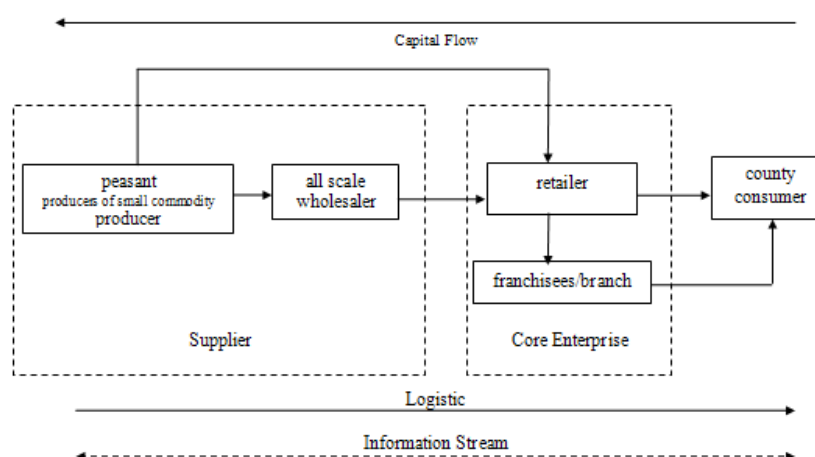 Capital Flow
peasant
producers of small commodity
producer
all scale
wholesaler
retailer
county
consumer
franchisees/branch
Supplier
Core Enterprise
Logistic
Information Stream